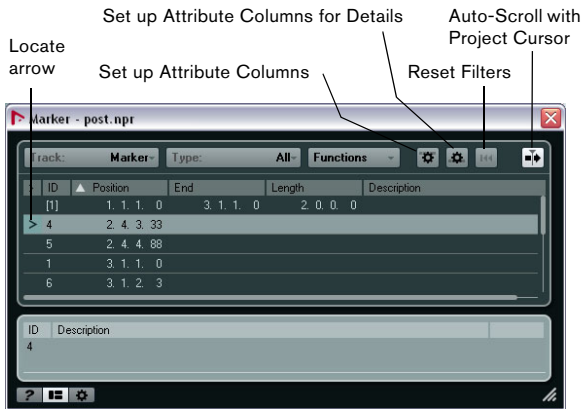 Set up Attribute Columns for Details
Auto-Scroll with
Project Cursor
Locate
arrow
Set up Attribute Columns
Reset Filters
Marker - post.npr
Track: Marker Type: All Functions
> ID Position End Length Description
[1] 1. 1. 1. 0 3. 1. 1. 0 2. 0. 0. 0
> 4 2. 4. 3. 33
5 2. 4. 4. 88
1 3. 1. 1. 0
6 3. 1. 2. 3
ID Description
4
?